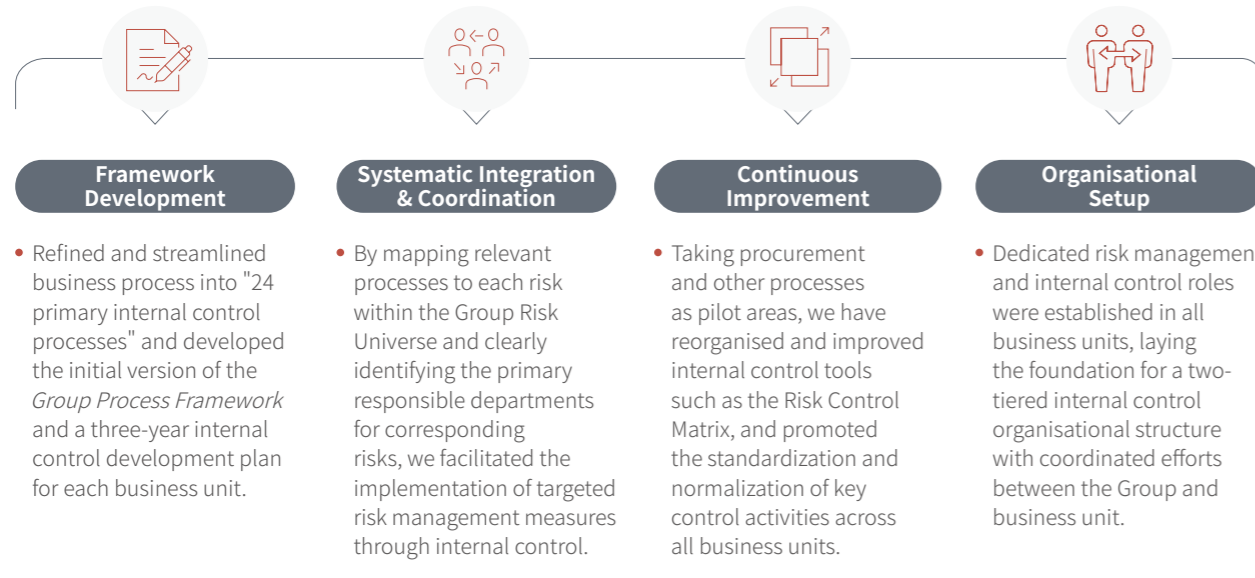 Framework
Development
• Refined and streamlined
business process into "24
primary internal control
processes" and developed
the initial version of the
Group Process Framework
and a three-year internal
control development plan
for each business unit.
Systematic Integration
& Coordination
• By mapping relevant
processes to each risk
within the Group Risk
Universe and clearly
identifying the primary
responsible departments
for corresponding
risks, we facilitated the
implementation of targeted
risk management measures
through internal control.
Continuous
Improvement
• Taking procurement
and other processes
as pilot areas, we have
reorganised and improved
internal control tools
such as the Risk Control
Matrix, and promoted
the standardization and
normalization of key
control activities across
all business units.
Organisational
Setup
• Dedicated risk managemen
and internal control roles
were established in all
business units, laying
the foundation for a two-
tiered internal control
organisational structure
with coordinated efforts
between the Group and
business unit.